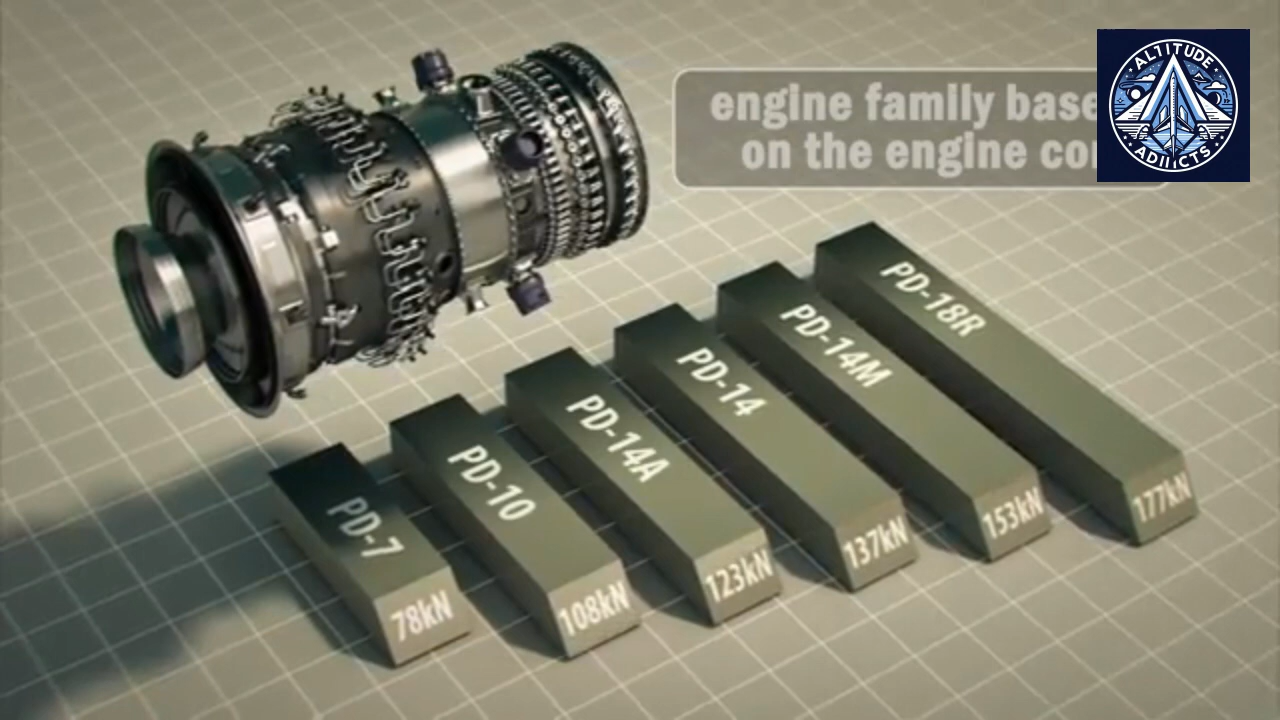 engine family base
on the engine co
ALTITUDE
ADIIICTS
PD-18R
PD-14M
PD-14
PD-14A
PD-10
PD-7
177kN
153kN
137kN
123kN
108kN
78kN